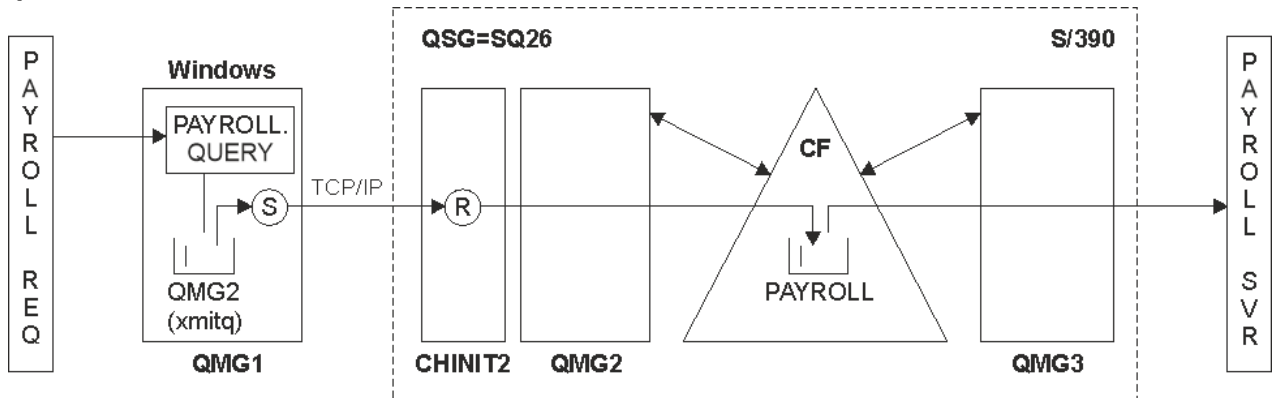 PAYROLL REQ
Windows
PAYROLL.
QUERY
S
QMG2
(xmitq)
QMG1
TCP/IP
QSG=SQ26
S/390
R
CHINIT2
QMG2
CF
PAYROLL
QMG3
PAYROLL SVR